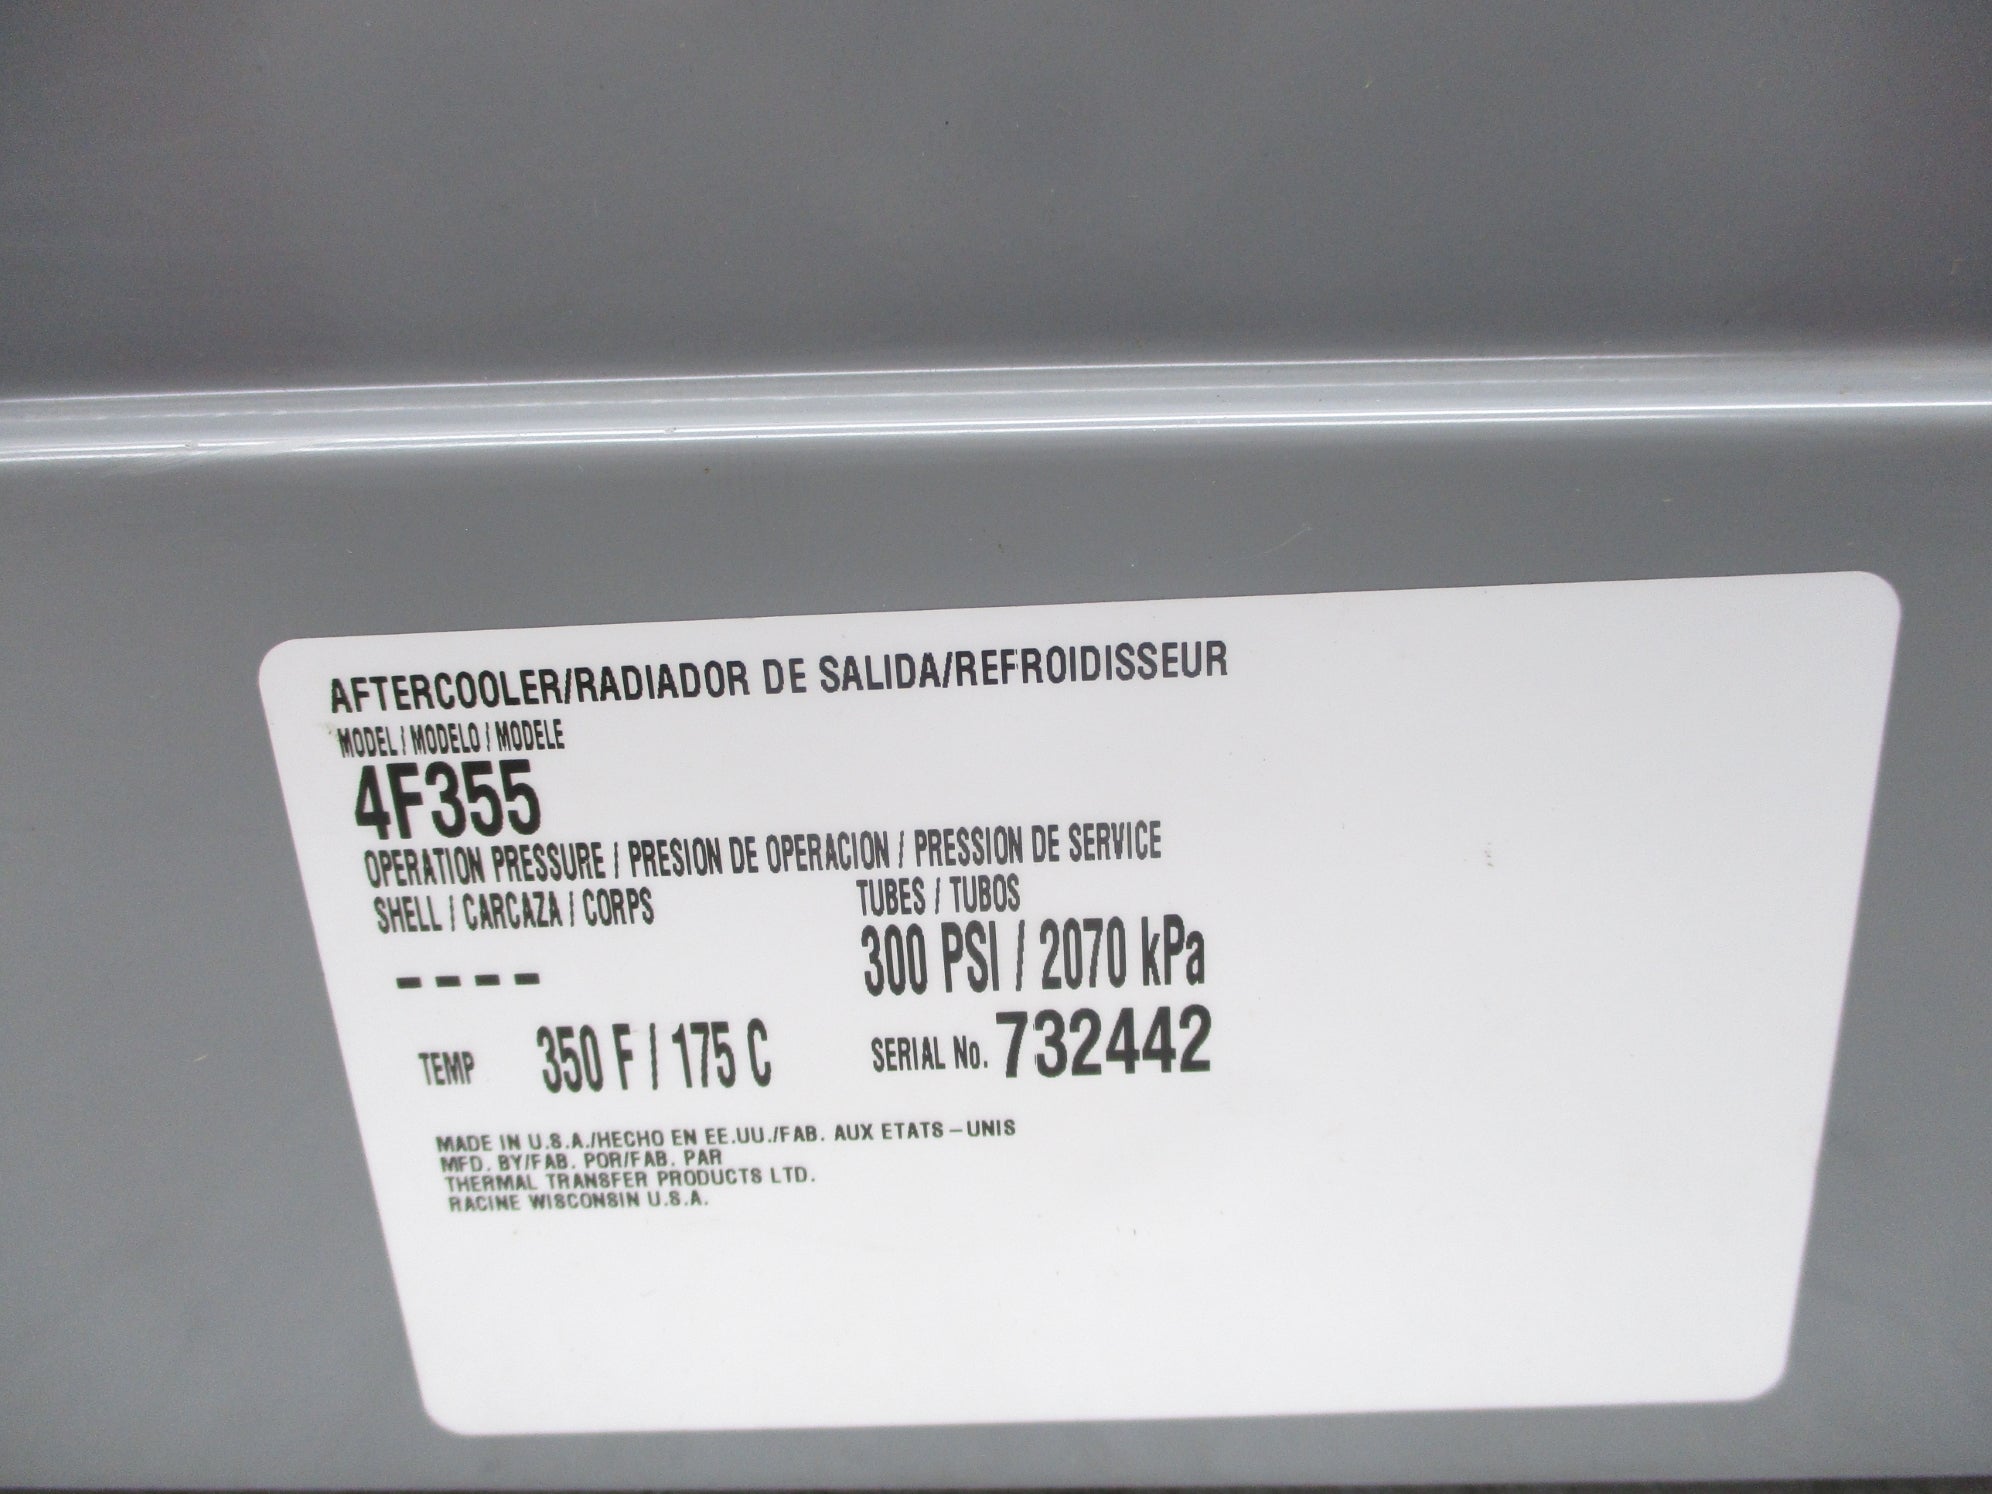 AFTERCOOLER/RADIADOR DE SALIDA/REFROIDISSEUR
MODEL / MODELO / MODELE
4F355
OPERATION PRESSURE / PRESION DE OPERACION / PRESSION DE SERVICE
SHELL / CARCAZA / CORPS TUBES / TUBOS
---- 300 PSI / 2070 kPa
TEMP 350 F / 175 C SERIAL No. 732442
MADE IN U.S.A./HECHO EN EE.UU./FAB. AUX ETATS-UNIS
MFD. BY/FAB. POR/FAB. PAR
THERMAL TRANSFER PRODUCTS LTD.
RACINE WISCONSIN U.S.A.